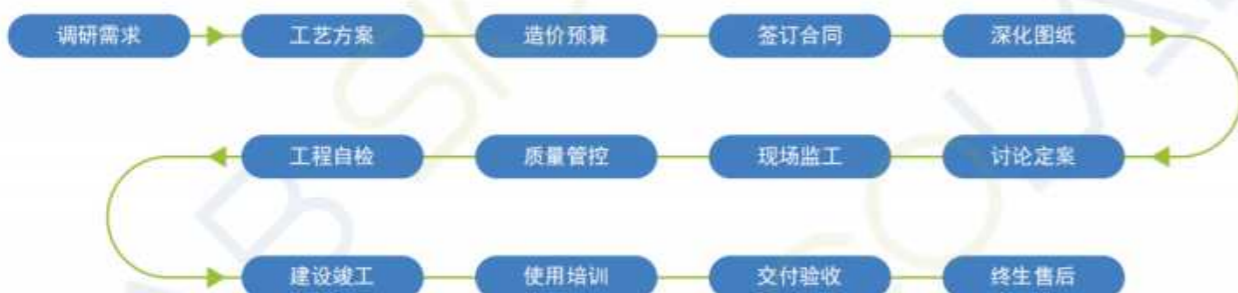 调研需求 工艺方案 造价预算 签订合同 深化图纸
工程自检 质量管控 现场监工 讨论定案
建设竣工 使用培训 交付验收 终生售后